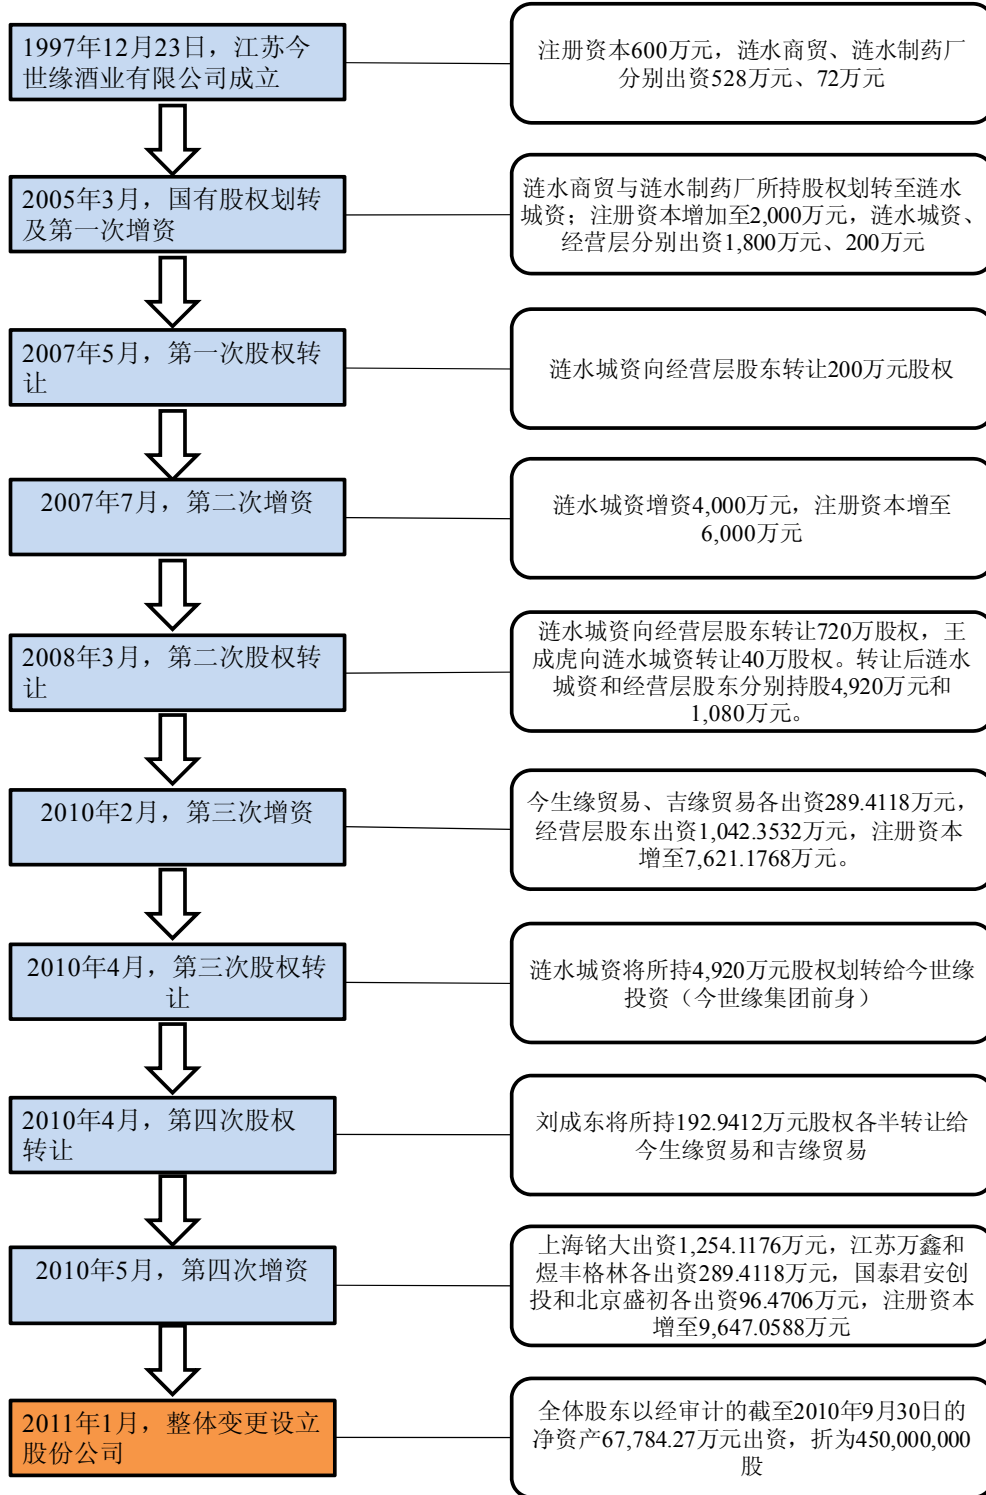 1997年12月23日，江苏今
世缘酒业有限公司成立
注册资本600万元，涟水商贸、涟水制药厂
分别出资528万元、72万元
2005年3月，国有股权划转
及第一次增资
涟水商贸与涟水制药厂所持股权划转至涟水
城资；注册资本增加至2,000万元，涟水城资、
经营层分别出资1,800万元、200万元
2007年5月，第一次股权转
让
涟水城资向经营层股东转让200万元股权
2007年7月，第二次增资
涟水城资增资4,000万元，注册资本增至
6,000万元
2008年3月，第二次股权转
让
涟水城资向经营层股东转让720万股权，王
成虎向涟水城资转让40万股权。转让后涟水
城资和经营层股东分别持股4,920万元和
1,080万元。
2010年2月，第三次增资
今生缘贸易、吉缘贸易各出资289.4118万元，
经营层股东出资1,042.3532万元，注册资本
增至7,621.1768万元。
2010年4月，第三次股权转
让
涟水城资将所持4,920万元股权划转给今世缘
投资（今世缘集团前身）
2010年4月，第四次股权
转让
刘成东将所持192.9412万元股权各半转让给
今生缘贸易和吉缘贸易
2010年5月，第四次增资
上海铭大出资1,254.1176万元，江苏万鑫和
煜丰格林各出资289.4118万元，国泰君安创
投和北京盛初各出资96.4706万元，注册资本
增至9,647.0588万元
2011年1月，整体变更设立
股份公司
全体股东以经审计的截至2010年9月30日的
净资产67,784.27万元出资，折为450,000,000
股